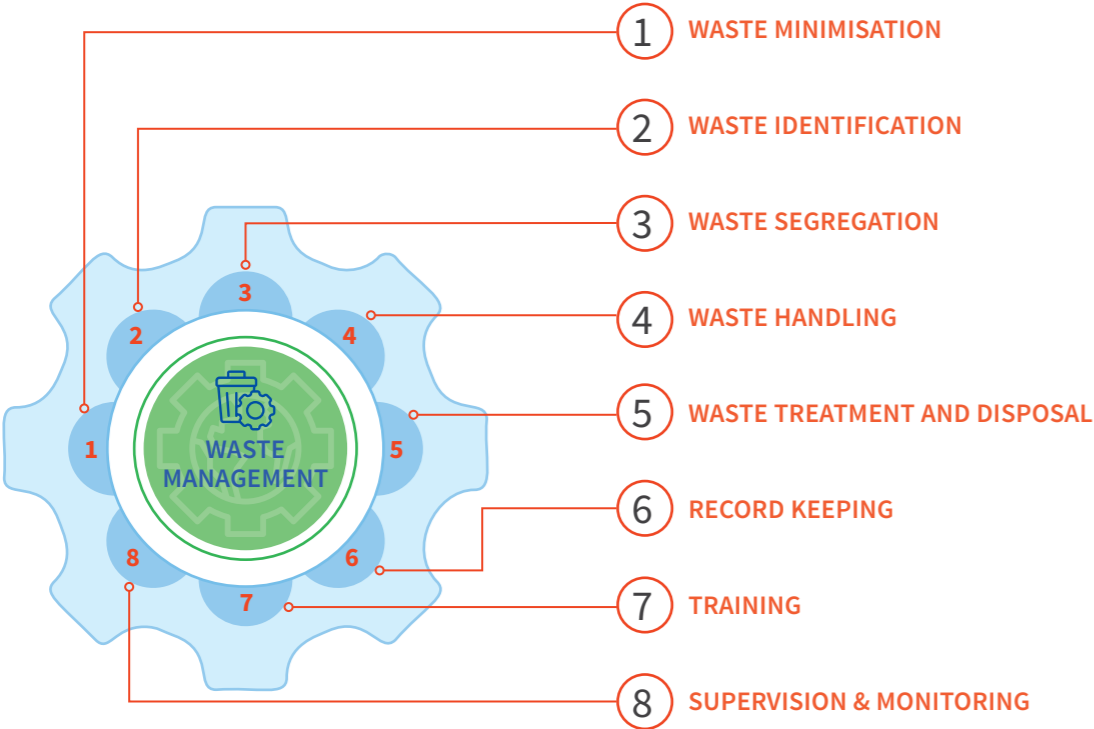 1 WASTE MINIMISATION
2 WASTE IDENTIFICATION
3 WASTE SEGREGATION
4 WASTE HANDLING
5 WASTE TREATMENT AND DISPOSAL
6 RECORD KEEPING
7 TRAINING
8 SUPERVISION & MONITORING
3
2
4
1
5
8
6
7
WASTE
MANAGEMENT